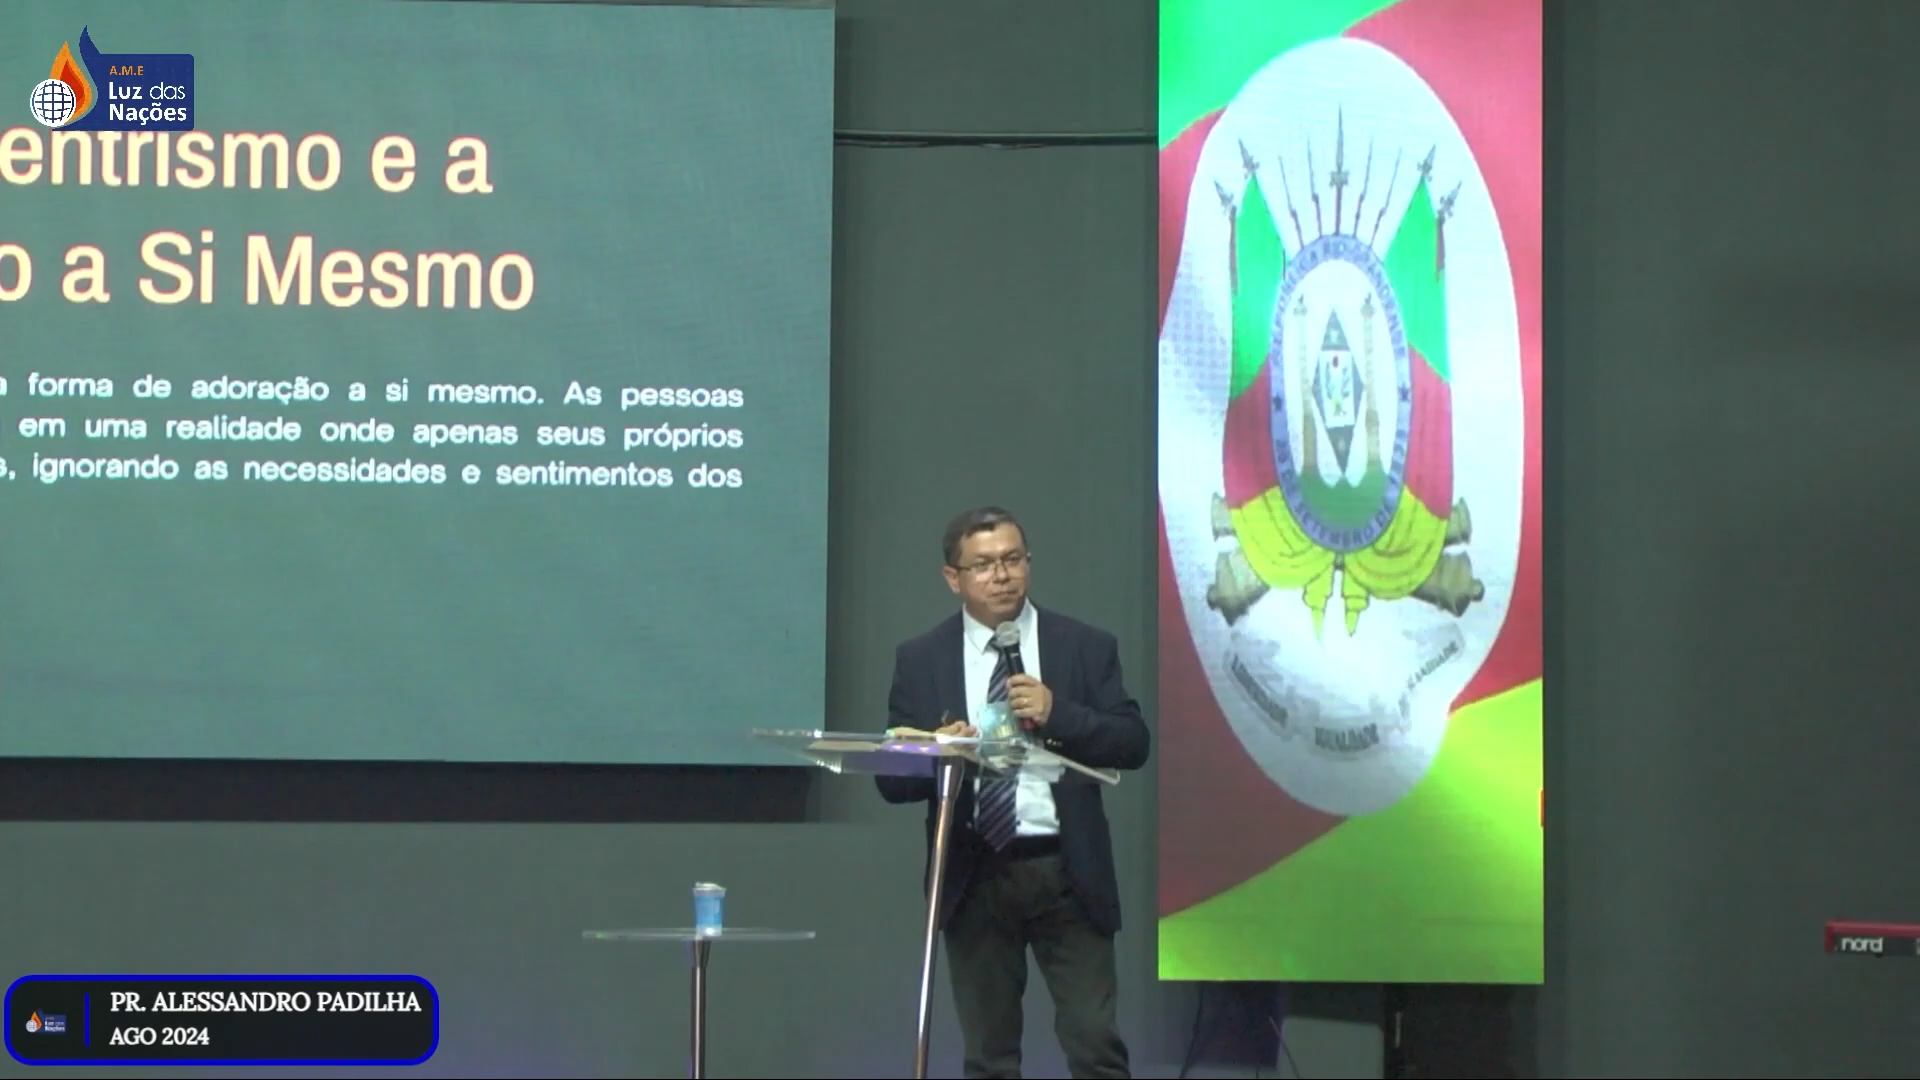 A.M.E
Luz das
Nações
entrismo e a
o a Si Mesmo
a forma de adoração a si mesmo. As pessoas
em uma realidade onde apenas seus próprios
s, ignorando as necessidades e sentimentos dos
IGUALDADE
nord
PR. ALESSANDRO PADILHA
AGO 2024